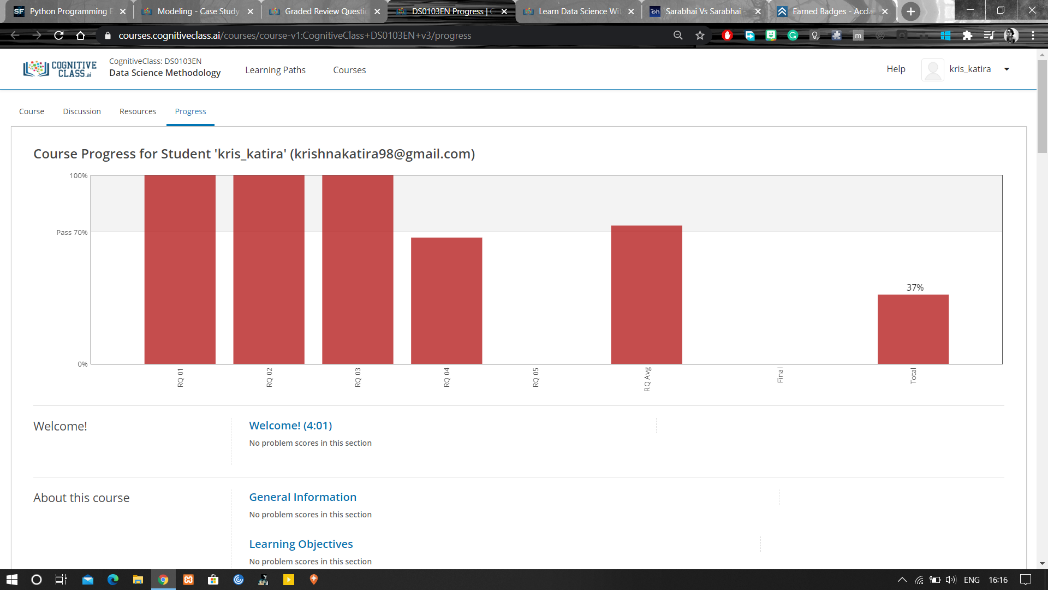 Python Programming
Modeling - Case Study
Graded Review Questi
DS0103EN Progress |
Learn Data Science Wi
Sarabhai Vs Sarabhai
Earned Badges - Accl
courses.cognitiveclass.ai/courses/course-v1:CognitiveClass+DS0103EN+v3/progress
COGNITIVE CLASS.ai
CognitiveClass: DS0103EN
Data Science Methodology
Learning Paths
Courses
Help
kris_katira
Course
Discussion
Resources
Progress
Course Progress for Student 'kris_katira' (krishnakatira98@gmail.com)
100%
Pass 70%
0%
37%
RQ 01
RQ 02
RQ 03
RQ 04
RQ 05
RQ Avg
Final
Total
Welcome!
Welcome! (4:01)
No problem scores in this section
About this course
General Information
No problem scores in this section
Learning Objectives
No problem scores in this section
ENG
16:16